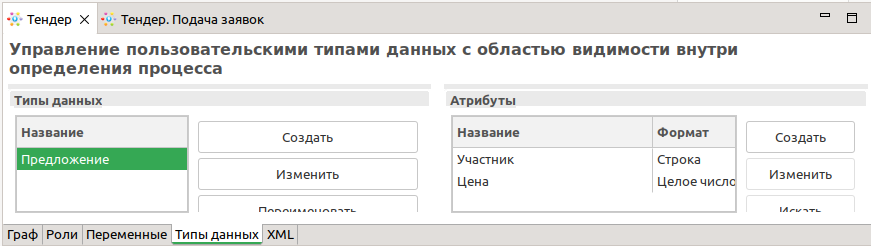 Тендер
Тендер. Подача заявок
Управление пользовательскими типами данных с областью видимости внутри
определения процесса
Типы данных
Название
Предложение
Создать
Изменить
Переименовать
Атрибуты
Название Формат
Участник Строка
Цена Целое число
Создать
Изменить
Искать
Граф Роли Переменные Типы данных XML